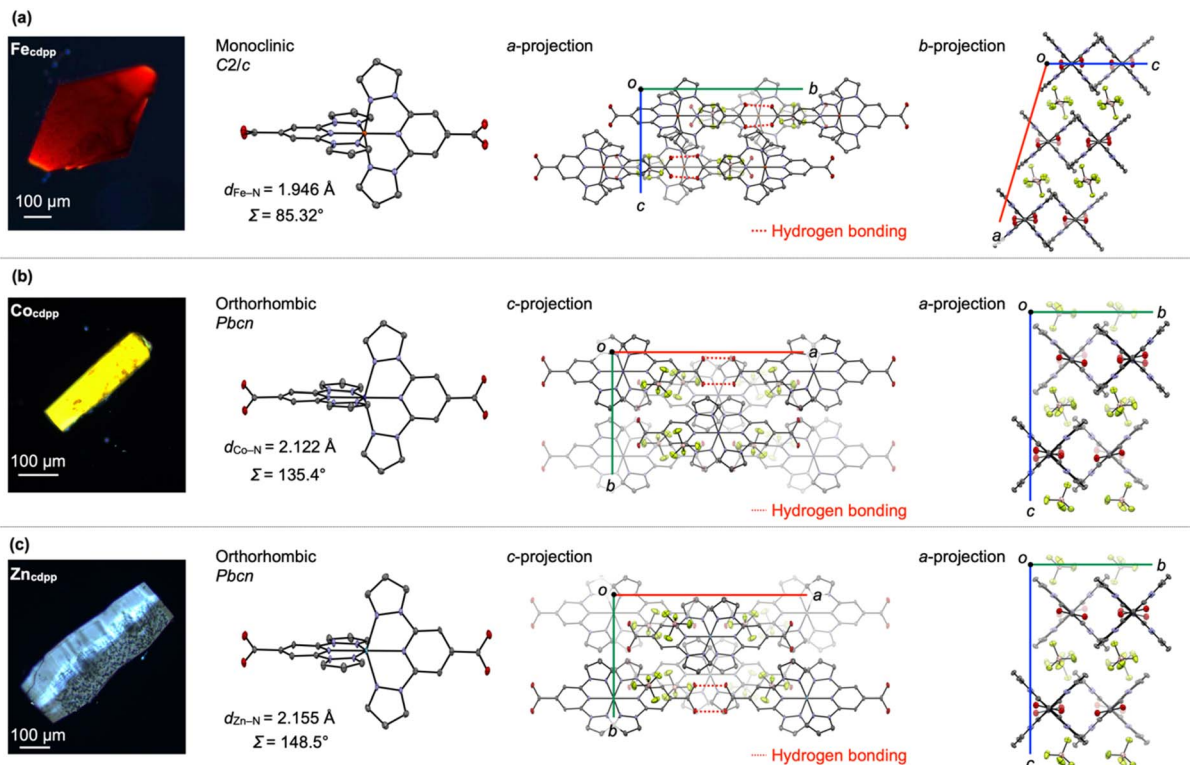 (a)
Fecdpp
100 µm
Monoclinic
C2/c
dFe–N = 1.946 Å
Σ = 85.32°
a-projection
o
b
c
Hydrogen bonding
b-projection
o
c
a
(b)
Cocdpp
100 µm
Orthorhombic
Pbcn
dCo–N = 2.122 Å
Σ = 135.4°
c-projection
o
a
b
Hydrogen bonding
a-projection
o
b
c
(c)
Zncdpp
100 µm
Orthorhombic
Pbcn
dZn–N = 2.155 Å
Σ = 148.5°
c-projection
o
a
b
Hydrogen bonding
a-projection
o
b
c